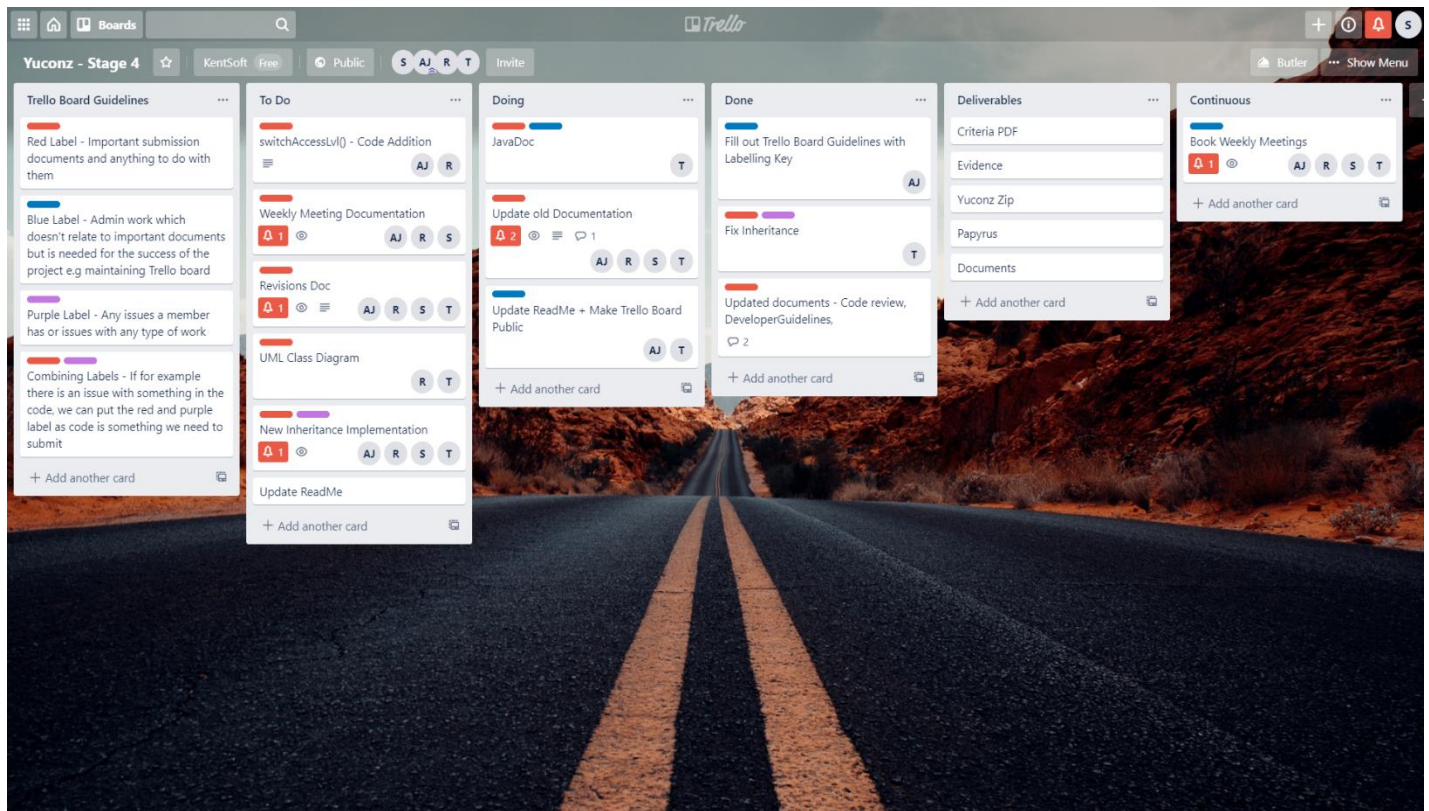 Boards
Trello
S
Yuconz - Stage 4
KentSoft Free
Public
S AJ R T
Invite
Butler
Show Menu
Trello Board Guidelines
Red Label - Important submission
documents and anything to do with
them
Blue Label - Admin work which
doesn't relate to important documents
but is needed for the success of the
project e.g maintaining Trello board
Purple Label - Any issues a member
has or issues with any type of work
Combining Labels - If for example
there is an issue with something in the
code, we can put the red and purple
label as code is something we need to
submit
+ Add another card
To Do
switchAccessLvl() - Code Addition
AJ R
Weekly Meeting Documentation
1 AJ R S
Revisions Doc
1 AJ R S T
UML Class Diagram
R T
New Inheritance Implementation
1 AJ R S T
Update ReadMe
+ Add another card
Doing
JavaDoc
T
Update old Documentation
2 1
AJ R S T
Update ReadMe + Make Trello Board
Public
AJ T
+ Add another card
Done
Fill out Trello Board Guidelines with
Labelling Key
AJ
Fix Inheritance
T
Updated documents - Code review,
DeveloperGuidelines,
2
+ Add another card
Deliverables
Criteria PDF
Evidence
Yuconz Zip
Papyrus
Documents
+ Add another card
Continuous
Book Weekly Meetings
1 AJ R S T
+ Add another card